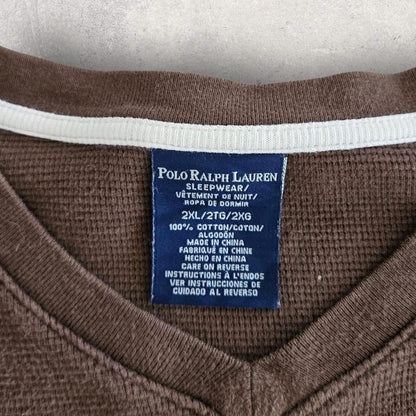 POLO RALPH LAUREN
SLEEPWEAR/
VÊTEMENT DE NUIT/
ROPA DE DORMIR
2XL/2TG/2XG
100% COTTON/COTON/
ALGODÓN
MADE IN CHINA
FABRIQUÉ EN CHINE
HECHO EN CHINA
CARE ON REVERSE
INSTRUCTIONS À L'ENDOS
VER INSTRUCCIONES DE
CUIDADO AL REVERSO